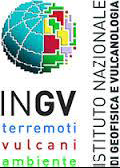 INGV
terremoti
vulcani
ambiente
ISTITUTO NAZIONALE
DI GEOFISICA E VULCANOLOGIA